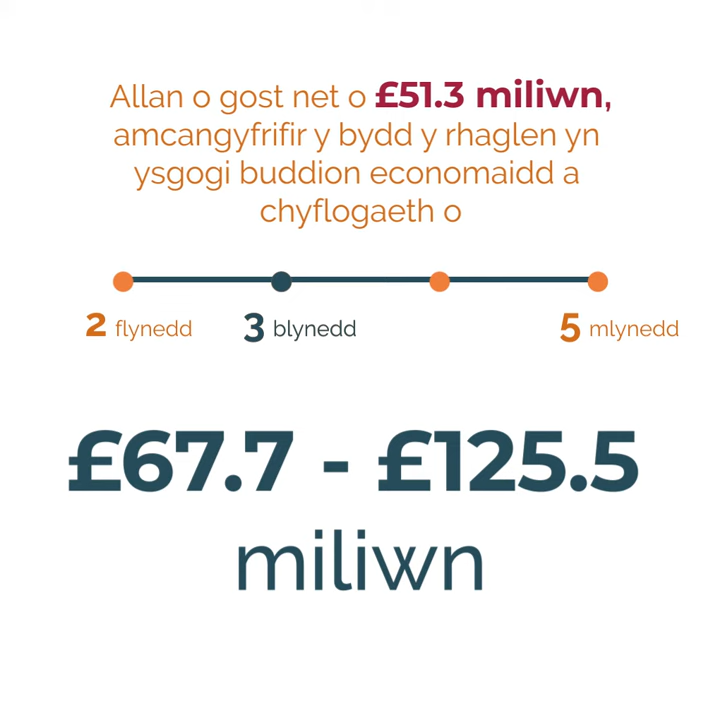 Allan o gost net o £51.3 miliwn,
amcangyfrifir y bydd y rhaglen yn
ysgogi buddion economaidd a
chyflogaeth o
2 flynedd 3 blynedd 5 mlynedd
£67.7 - £125.5
miliwn